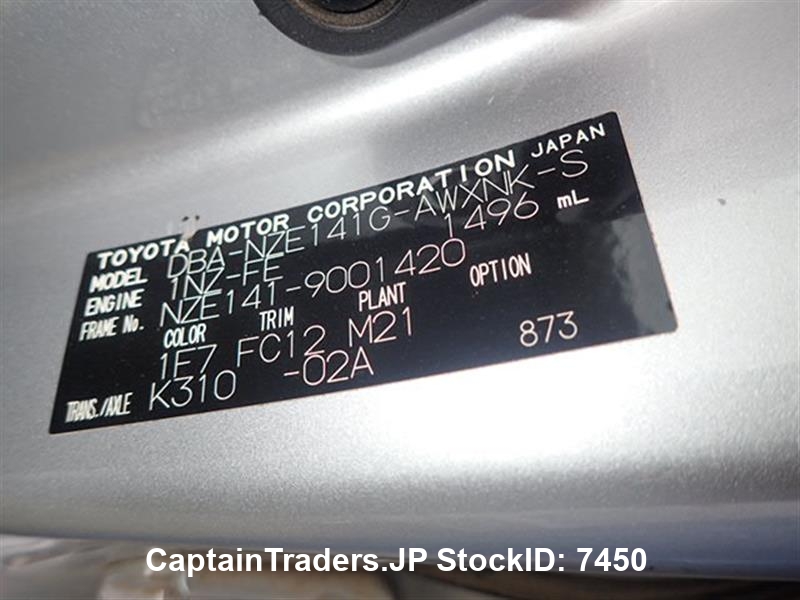 TOYOTA MOTOR CORPORATION JAPAN
MODEL DBA-NZE141G-AWXNK-S
ENGINE 1NZ-FE 1496 mL
FRAME No. NZE141-9001420
COLOR TRIM PLANT OPTION
1F7 FC12 M21 873
TRANS./AXLE K310 -02A
CaptainTraders.JP StockID: 7450